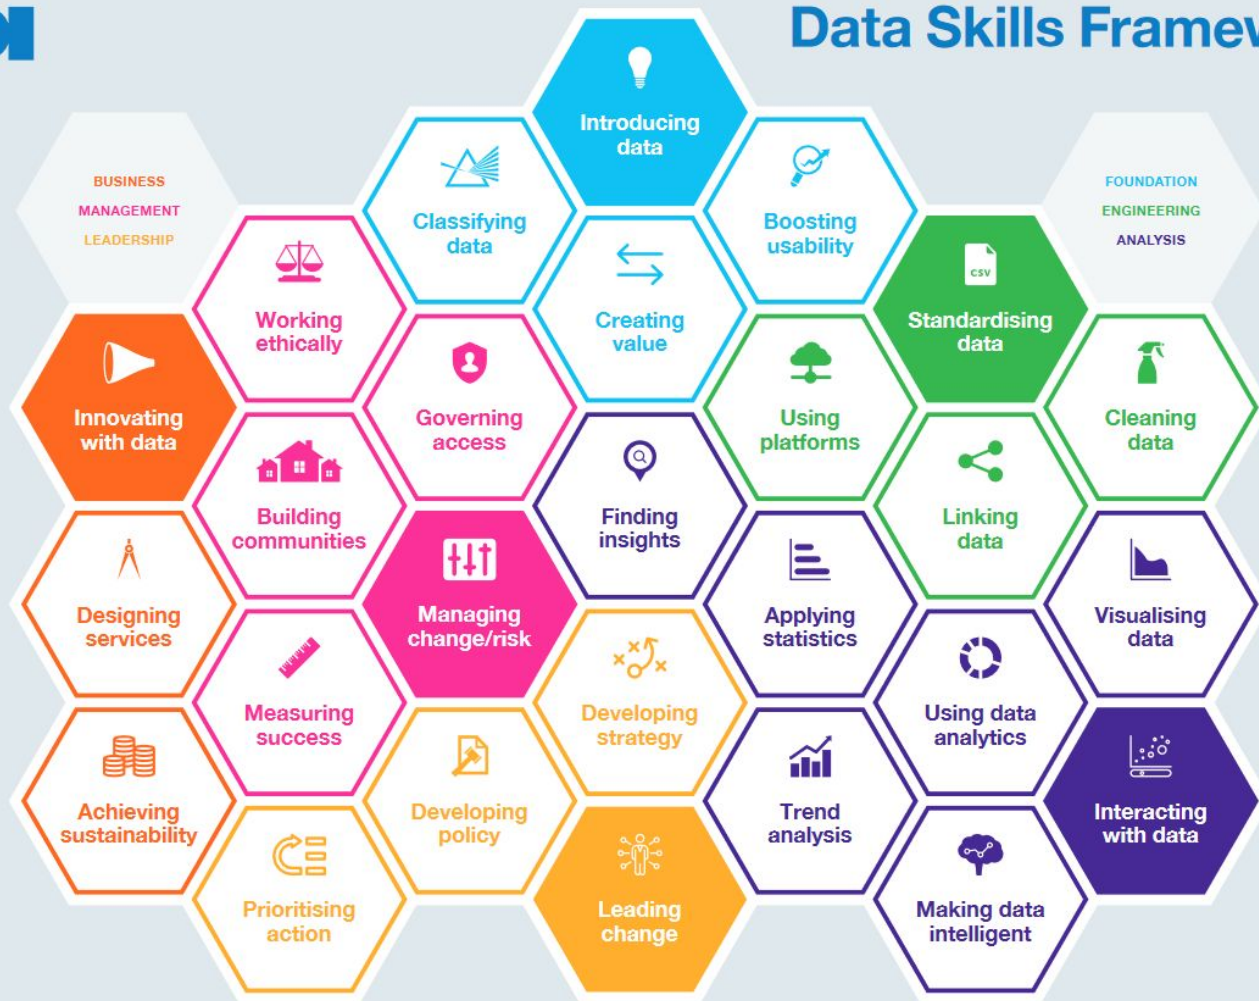 Data Skills Framew
Introducing
data
BUSINESS
MANAGEMENT
LEADERSHIP
Classifying
data
Boosting
usability
FOUNDATION
ENGINEERING
ANALYSIS
Working
ethically
Creating
value
CSV
Standardising
data
Innovating
with data
Governing
access
Using
platforms
Cleaning
data
Building
communities
Finding
insights
Linking
data
Designing
services
Managing
change/risk
Applying
statistics
Visualising
data
Measuring
success
Developing
strategy
Using data
analytics
Achieving
sustainability
Developing
policy
Trend
analysis
Interacting
with data
Prioritising
action
Leading
change
Making data
intelligent